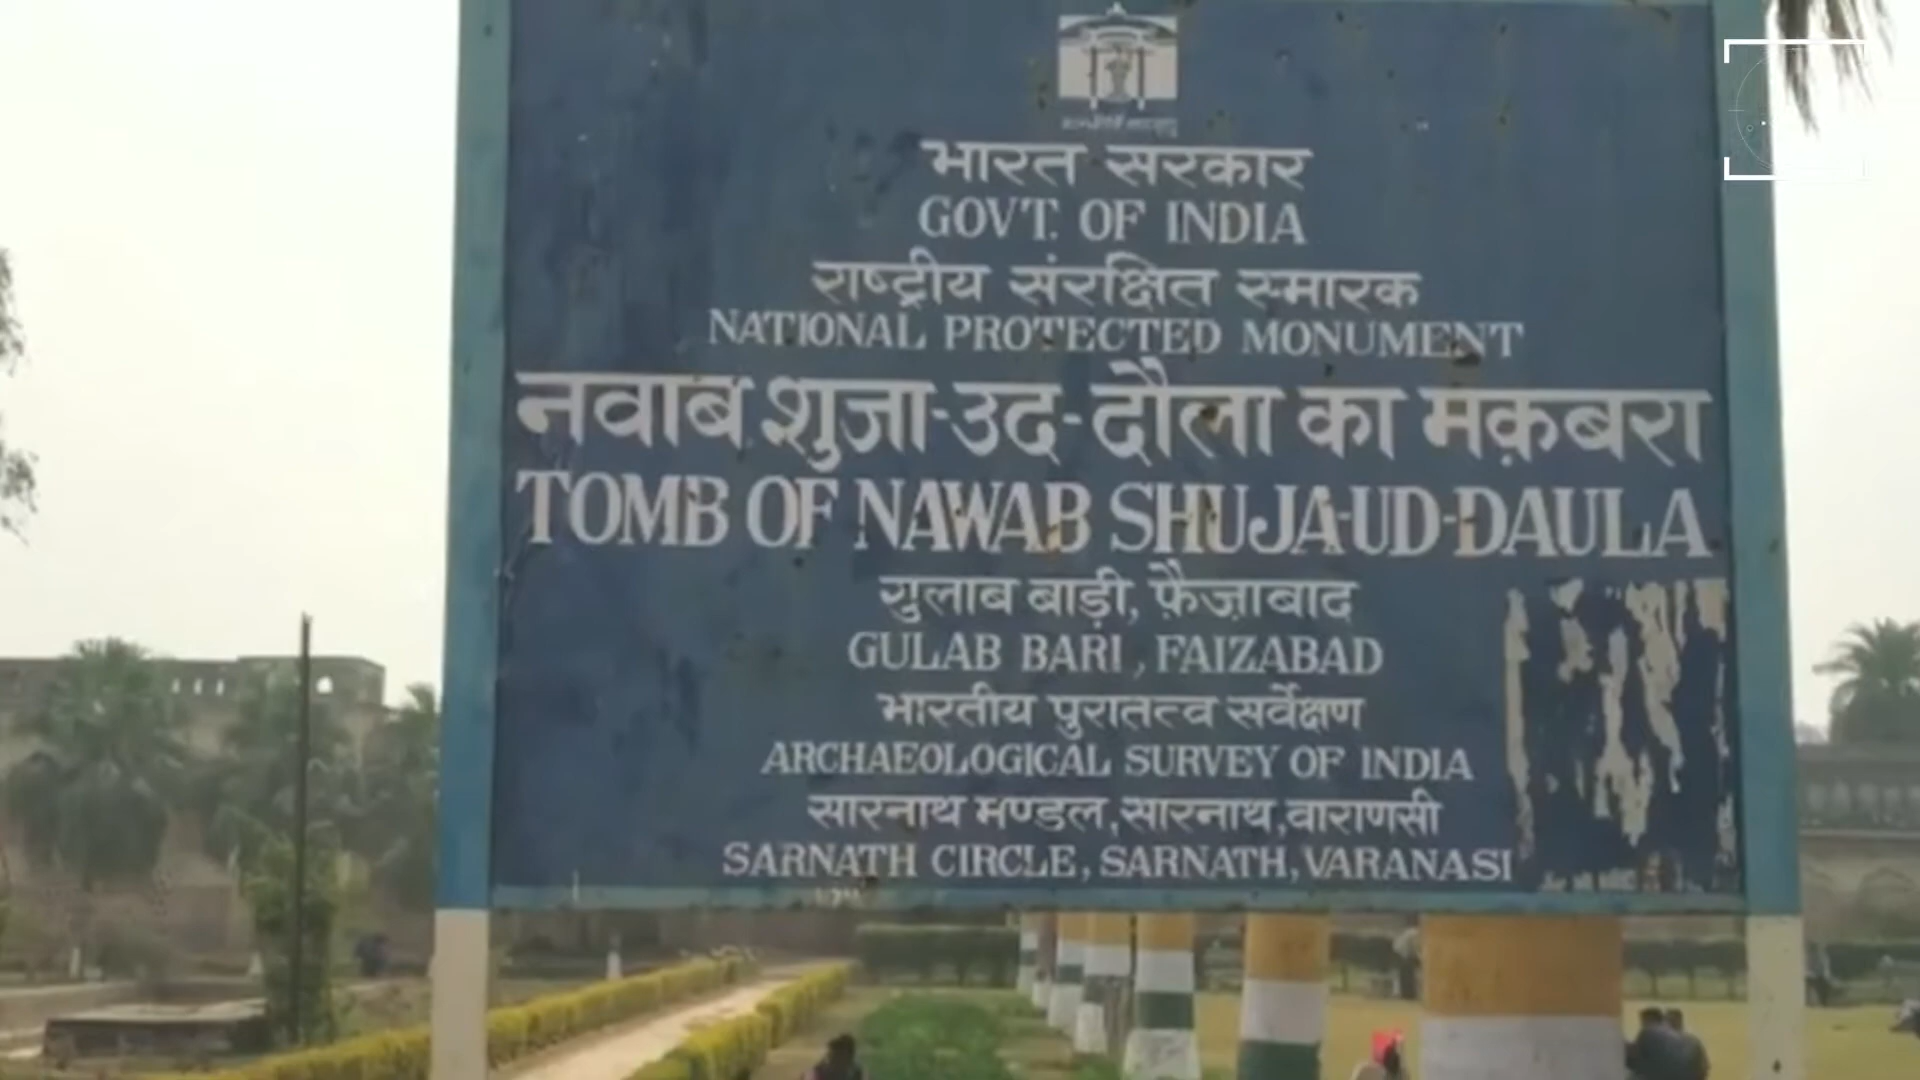 भारत सरकार
GOVT. OF INDIA
राष्ट्रीय संरक्षित स्मारक
NATIONAL PROTECTED MONUMENT
नवाब शुजा-उद-दौला का मक़बरा
TOMB OF NAWAB SHUJA-UD-DAULA
गुलाब बाड़ी, फ़ैज़ाबाद
GULAB BARI, FAIZABAD
भारतीय पुरातत्व सर्वेक्षण
ARCHAEOLOGICAL SURVEY OF INDIA
सारनाथ मण्डल, सारनाथ, वाराणसी
SARNATH CIRCLE, SARNATH, VARANASI